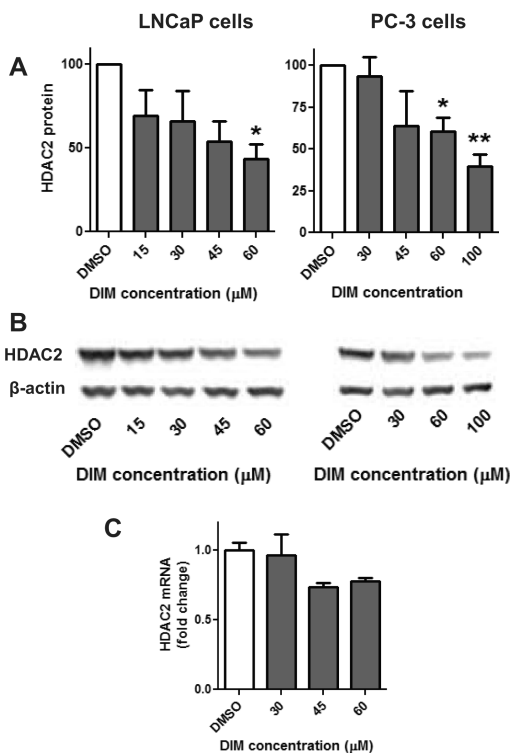 LNCaP cells
PC-3 cells
A
HDAC2 protein
100
50
0
DMSO
15
30
45
60
*
DIM concentration (μM)
100
75
50
25
0
DMSO
30
45
60
100
*
**
DIM concentration
B
HDAC2
β-actin
DMSO
15
30
45
60
DIM concentration (μM)
DMSO
30
60
100
DIM concentration (μM)
C
HDAC2 mRNA
(fold change)
1.0
0.5
0.0
DMSO
30
45
60
DIM concentration (μM)